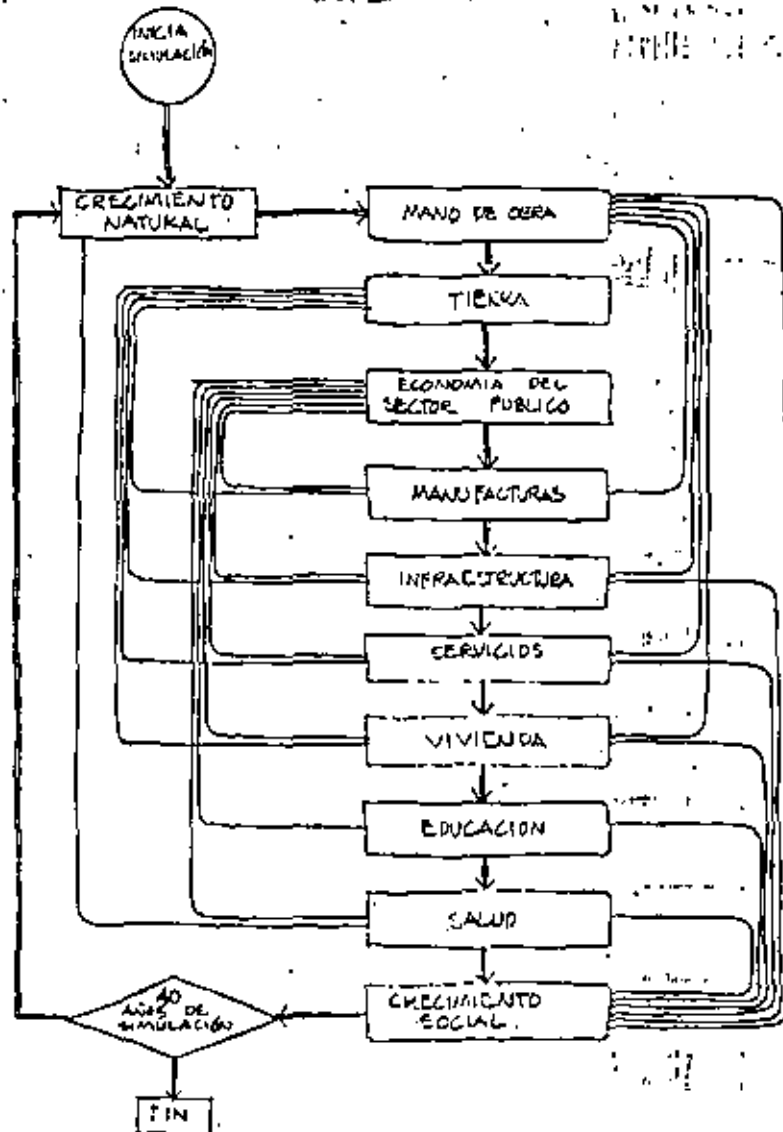 INICIA
SIMULACIÓN
CRECIMIENTO
NATURAL
MANO DE OBRA
TIERRA
ECONOMIA DEL
SECTOR PUBLICO
MANUFACTURAS
INFRAESTRUCTURA
SERVICIOS
VIVIENDA
EDUCACION
SALUD
CRECIMIENTO
SOCIAL
40
AÑOS DE
SIMULACIÓN
FIN